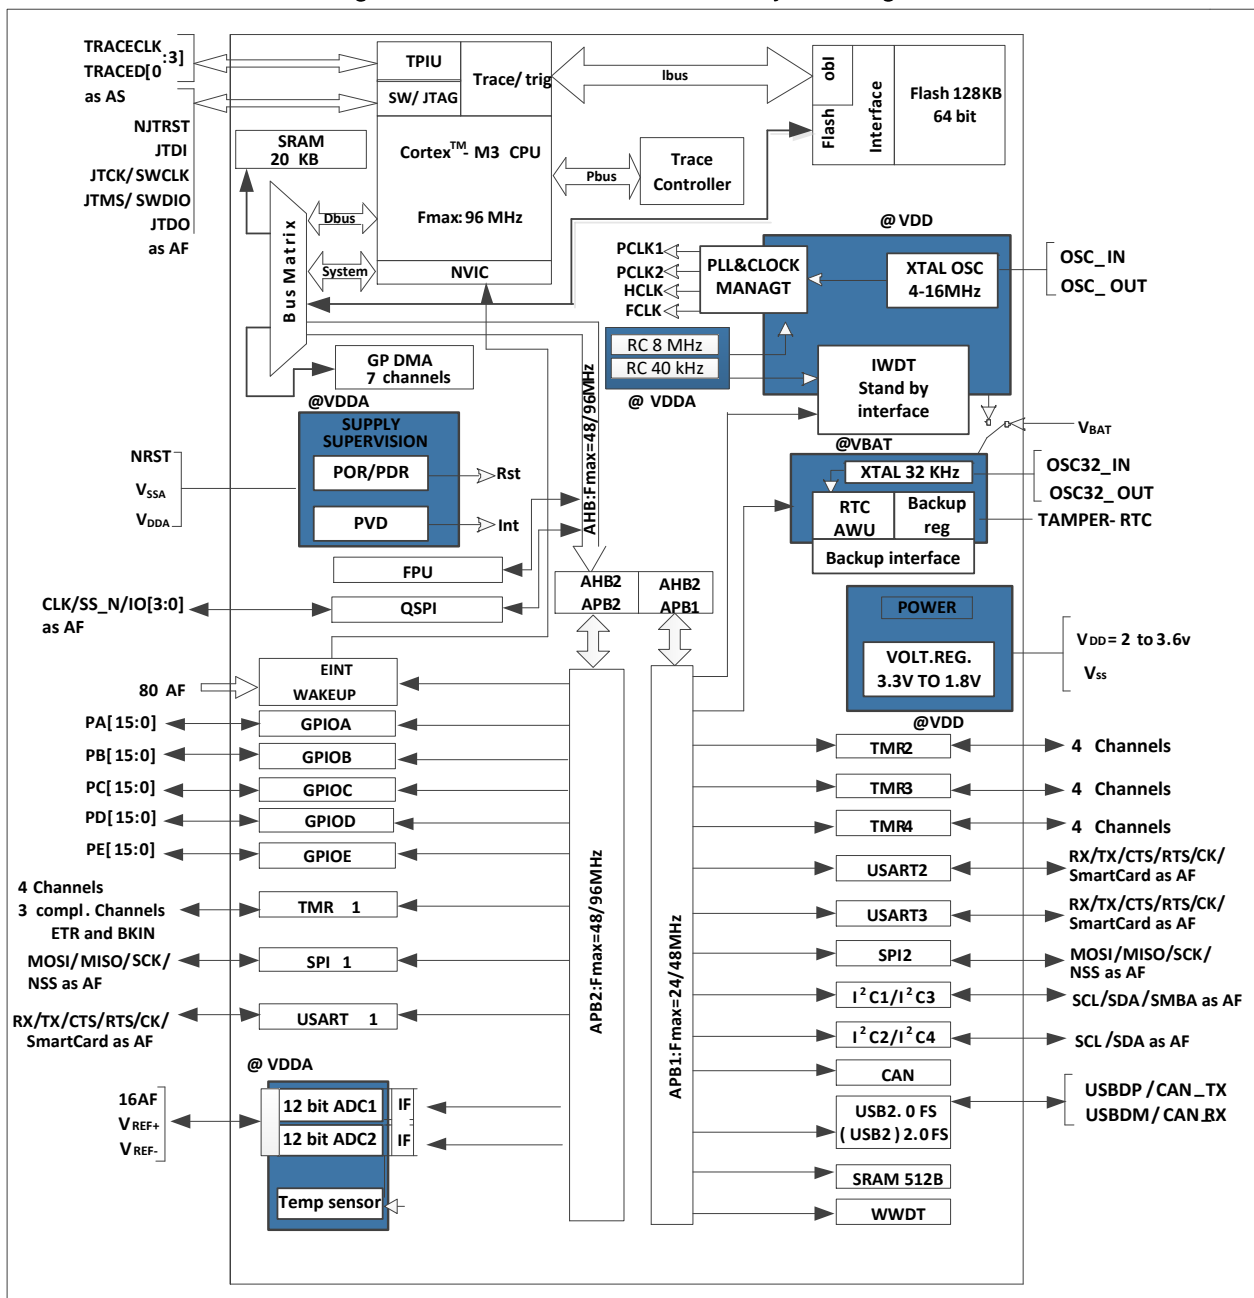 TRACECLK
:3]
TRACED[0
as AS
NJTRST
JTDI
JTCK/SWCLK
JTMS/SWDIO
JTDO
as AF
TPIU
SW/JTAG
Trace/trig
Cortex™-M3 CPU
Fmax:96 MHz
NVIC
SRAM
20 KB
Bus Matrix
Dbus
System
Ibus
Pbus
Trace
Controller
obl
Flash
Interface
Flash 128KB
64 bit
GP DMA
7 channels
PCLK1
PCLK2
HCLK
FCLK
PLL&CLOCK
MANAGT
@VDD
XTAL OSC
4-16MHz
OSC_IN
OSC_OUT
RC 8 MHz
RC 40 kHz
@ VDDA
IWDT
Stand by
interface
VBAT
@VBAT
XTAL 32 KHz
OSC32_IN
OSC32_OUT
RTC
AWU
Backup
reg
TAMPER-RTC
Backup interface
@VDDA
SUPPLY
SUPERVISION
POR/PDR
PVD
Rst
Int
NRST
VSSA
VDDA
AHB:Fmax=48/96MHz
FPU
QSPI
CLK/SS_N/IO[3:0]
as AF
AHB2
APB2
AHB2
APB1
POWER
VOLT.REG.
3.3V TO 1.8V
@VDD
VDD=2 to 3.6v
Vss
80 AF
EINT
WAKEUP
PA[15:0]
GPIOA
PB[15:0]
GPIOB
PC[15:0]
GPIOC
PD[15:0]
GPIOD
PE[15:0]
GPIOE
4 Channels
3 compl. Channels
ETR and BKIN
TMR 1
MOSI/MISO/SCK/
NSS as AF
SPI 1
RX/TX/CTS/RTS/CK/
SmartCard as AF
USART 1
@ VDDA
16AF
VREF+
VREF-
12 bit ADC1
IF
12 bit ADC2
IF
Temp sensor
APB2:Fmax=48/96MHz
APB1:Fmax=24/48MHz
TMR2
4 Channels
TMR3
4 Channels
TMR4
4 Channels
USART2
RX/TX/CTS/RTS/CK/
SmartCard as AF
USART3
RX/TX/CTS/RTS/CK/
SmartCard as AF
SPI2
MOSI/MISO/SCK/
NSS as AF
I²C1/I²C3
SCL/SDA/SMBA as AF
I²C2/I²C4
SCL/SDA as AF
CAN
USB2.0 FS
(USB2)2.0FS
USBDP/CAN_TX
USBDM/CAN_RX
SRAM 512B
WWDT